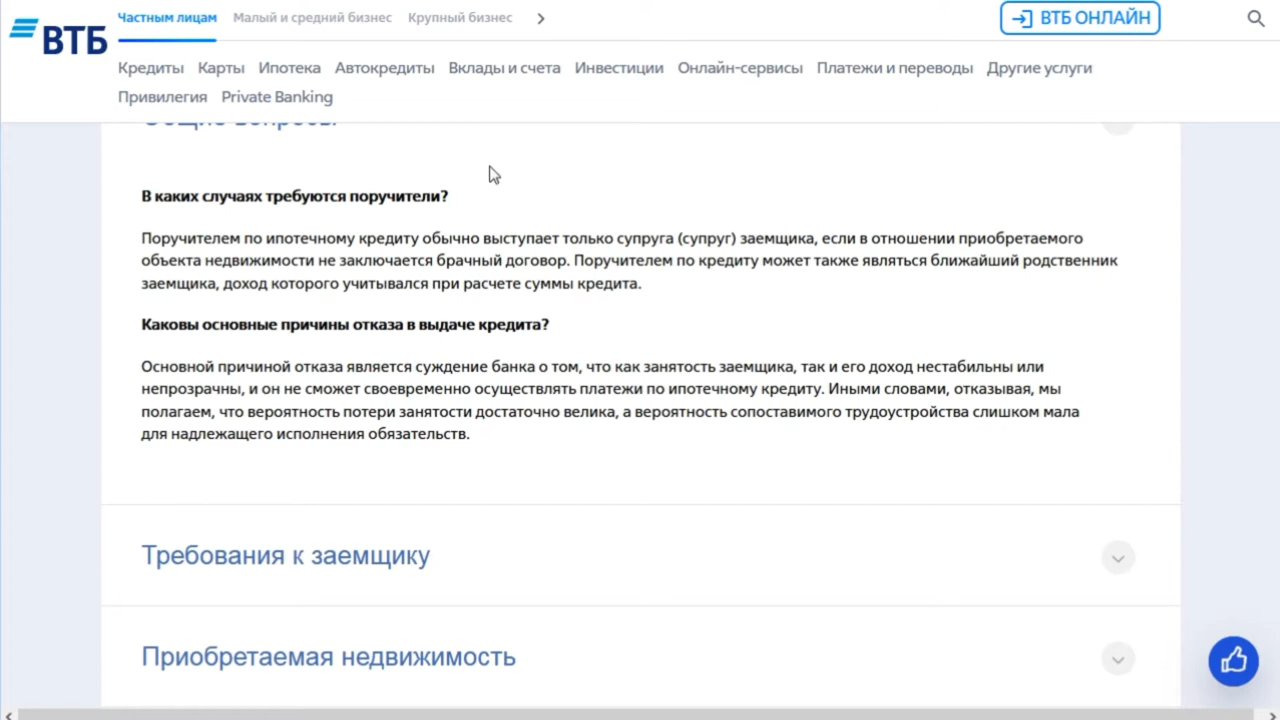 ВТБ
Частным лицам Малый и средний бизнес Крупный бизнес
ВТБ ОНЛАЙН
Кредиты Карты Ипотека Автокредиты Вклады и счета Инвестиции Онлайн-сервисы Платежи и переводы Другие услуги
Привилегия Private Banking
Общие вопросы
В каких случаях требуются поручители?
Поручителем по ипотечному кредиту обычно выступает только супруга (супруг) заемщика, если в отношении приобретаемого
объекта недвижимости не заключается брачный договор. Поручителем по кредиту может также являться ближайший родственник
заемщика, доход которого учитывался при расчете суммы кредита.
Каковы основные причины отказа в выдаче кредита?
Основной причиной отказа является суждение банка о том, что как занятость заемщика, так и его доход нестабильны или
непрозрачны, и он не сможет своевременно осуществлять платежи по ипотечному кредиту. Иными словами, отказывая, мы
полагаем, что вероятность потери занятости достаточно велика, а вероятность сопоставимого трудоустройства слишком мала
для надлежащего исполнения обязательств.
Требования к заемщику
Приобретаемая недвижимость